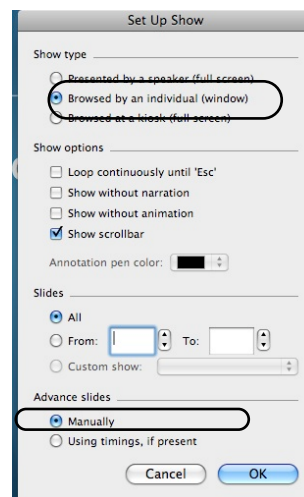 Set Up Show
Show type
Presented by a speaker (full screen)
Browsed by an individual (window)
Browsed at a kiosk (full screen)
Show options
Loop continuously until 'Esc'
Show without narration
Show without animation
Show scrollbar
Annotation pen color:
Slides
All
From: To:
Custom show:
Advance slides
Manually
Using timings, if present
Cancel OK